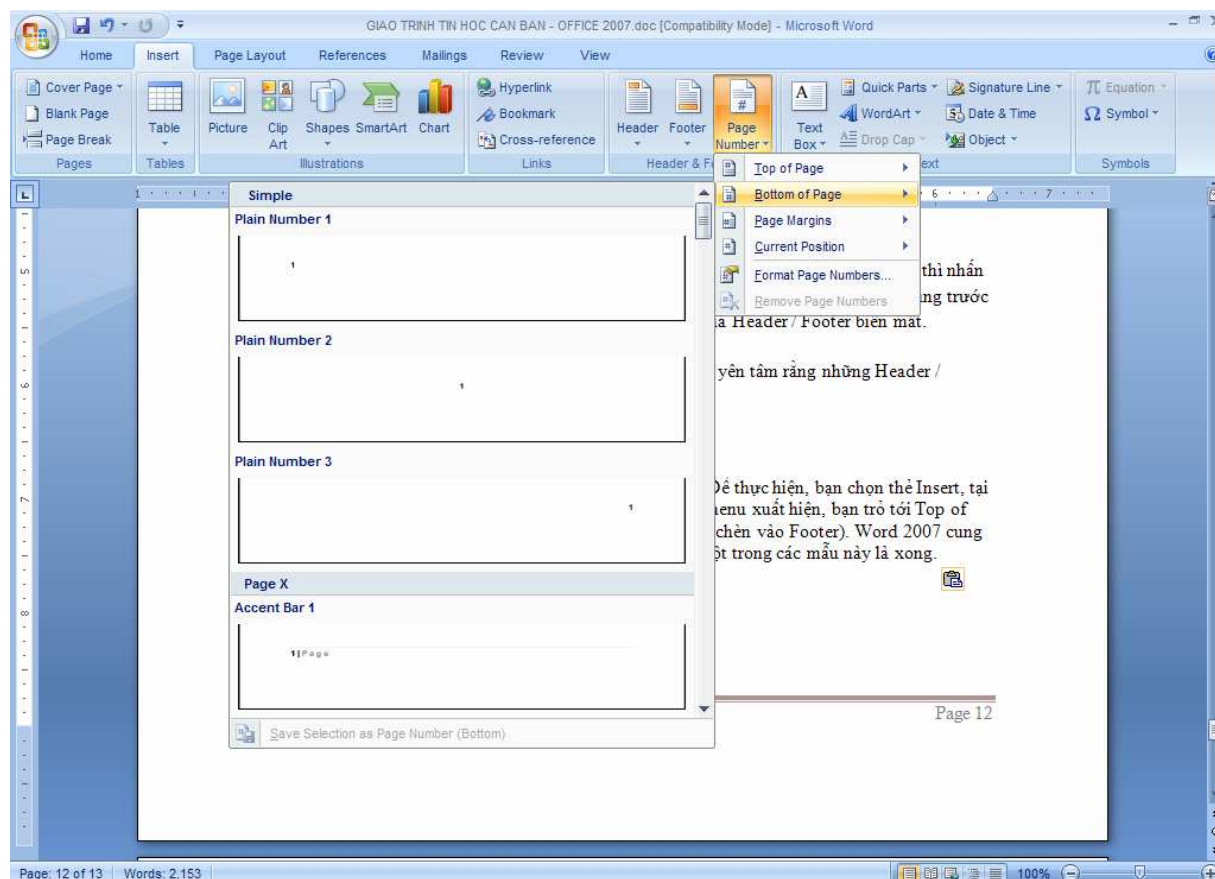 GIAO TRINH TIN HOC CAN BAN - OFFICE 2007.doc [Compatibility Mode] - Microsoft Word
Home Insert Page Layout References Mailings Review View
Cover Page
Blank Page
Page Break
Pages
Table
Tables
Picture Clip Art Shapes SmartArt Chart
Illustrations
Hyperlink
Bookmark
Cross-reference
Links
Header Footer Page Number
Header & F
Text Box
Quick Parts
WordArt
Drop Cap
Signature Line
Date & Time
Object
ext
Equation
Symbol
Symbols
Top of Page
Bottom of Page
Page Margins
Current Position
Format Page Numbers...
Remove Page Numbers
Simple
Plain Number 1
1
Plain Number 2
1
Plain Number 3
1
Page X
Accent Bar 1
1|Page
Save Selection as Page Number (Bottom)
thì nhấn
ng trước
Header / Footer biến mất.
yên tâm rằng những Header /
Để thực hiện, bạn chọn thẻ Insert, tại
menu xuất hiện, bạn trỏ tới Top of
chèn vào Footer). Word 2007 cung
một trong các mẫu này là xong.
Page 12
Page: 12 of 13 Words: 2,153 100%